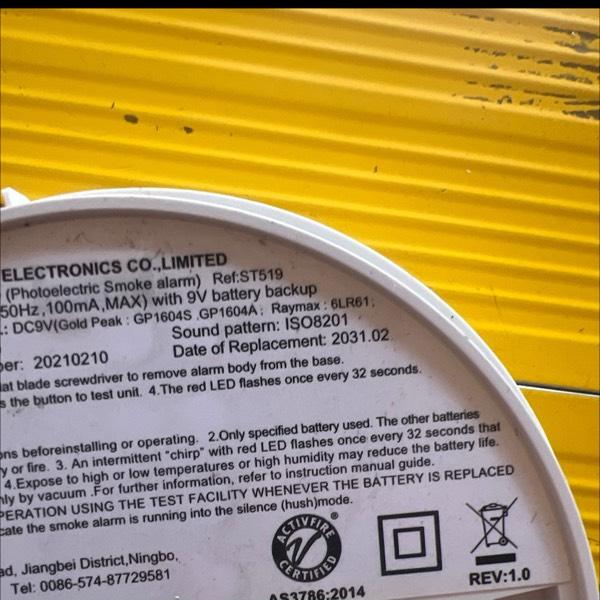 ELECTRONICS CO.,LIMITED
(Photoelectric Smoke alarm) Ref:ST519
50Hz,100mA,MAX) with 9V battery backup
.: DC9V(Gold Peak : GP1604S ,GP1604A; Raymax : 6LR61;
Sound pattern: ISO8201
ber: 20210210 Date of Replacement: 2031.02
lat blade screwdriver to remove alarm body from the base.
s the button to test unit. 4.The red LED flashes once every 32 seconds.
ons beforeinstalling or operating. 2.Only specified battery used. The other batteries
y or fire. 3. An intermittent "chirp" with red LED flashes once every 32 seconds that
4.Expose to high or low temperatures or high humidity may reduce the battery life.
nly by vacuum .For further information, refer to instruction manual guide.
PERATION USING THE TEST FACILITY WHENEVER THE BATTERY IS REPLACED
cate the smoke alarm is running into the silence (hush)mode.
ad, Jiangbei District,Ningbo,
Tel: 0086-574-87729581
ACTIVFIRE ®
CERTIFIED
AS3786:2014
REV:1.0